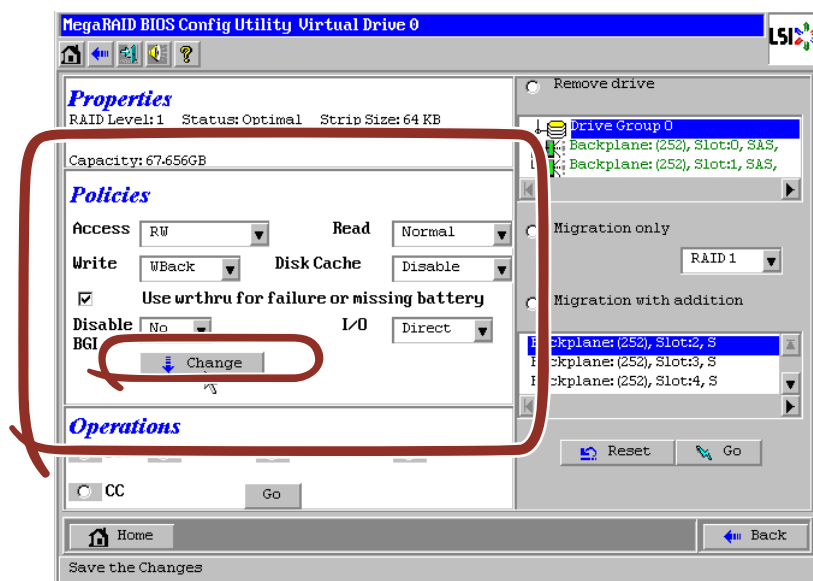 MegaRAID BIOS Config Utility Virtual Drive 0
LSI
Properties
RAID Level: 1 Status: Optimal Strip Size: 64 KB
Capacity: 67.656GB
Policies
Access RW Read Normal
Write WBack Disk Cache Disable
Use wrthru for failure or missing battery
Disable BGI No I/O Direct
Change
Operations
CC Go
Remove drive
Drive Group 0
Backplane: (252), Slot:0, SAS,
Backplane: (252), Slot:1, SAS,
Migration only
RAID 1
Migration with addition
Backplane: (252), Slot:2, S
Backplane: (252), Slot:3, S
Backplane: (252), Slot:4, S
Reset Go
Home Back
Save the Changes